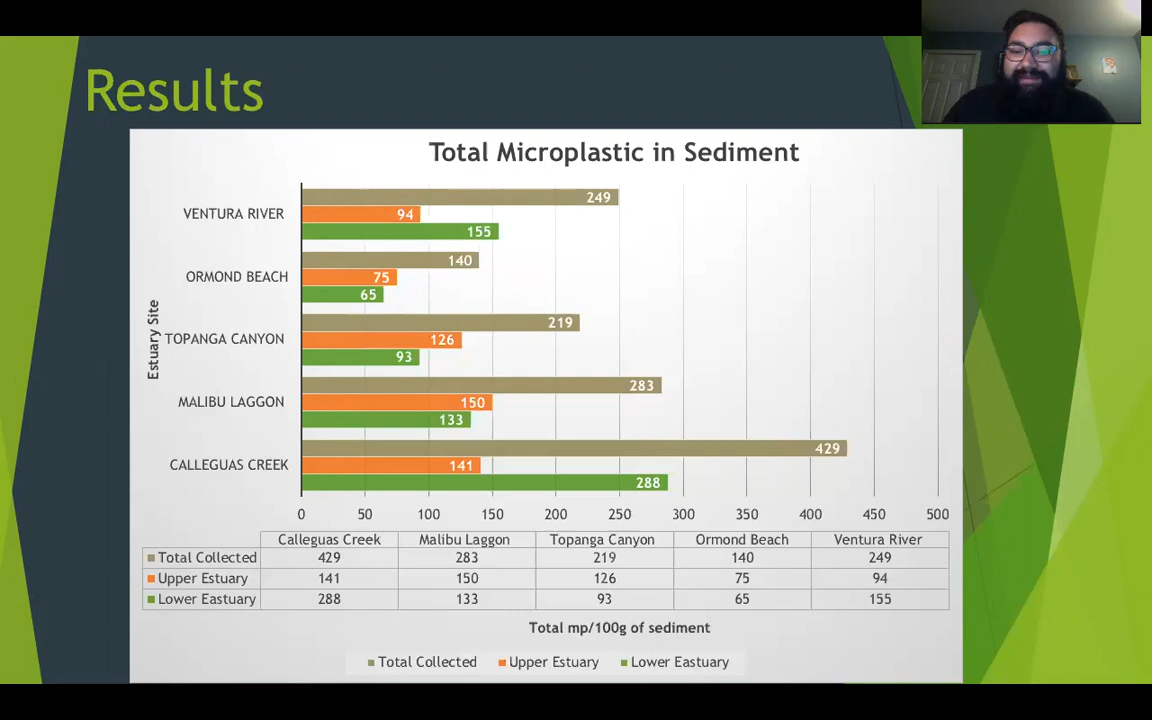 Results
Total Microplastic in Sediment
VENTURA RIVER
249
94
155
ORMOND BEACH
140
75
65
Estuary Site
TOPANGA CANYON
219
126
93
MALIBU LAGGON
283
150
133
CALLEGUAS CREEK
429
141
288
0 50 100 150 200 250 300 350 400 450 500
Calleguas Creek Malibu Laggon Topanga Canyon Ormond Beach Ventura River
Total Collected 429 283 219 140 249
Upper Estuary 141 150 126 75 94
Lower Eastuary 288 133 93 65 155
Total mp/100g of sediment
Total Collected Upper Estuary Lower Eastuary